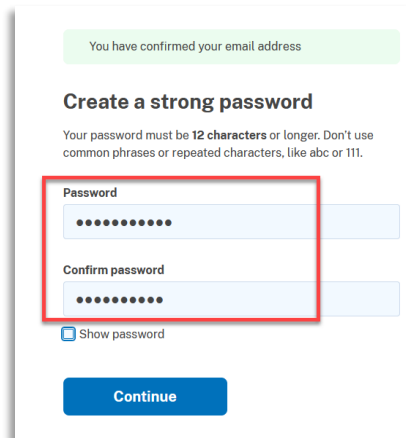 You have confirmed your email address
Create a strong password
Your password must be 12 characters or longer. Don't use
common phrases or repeated characters, like abc or 111.
Password
•••••••••••
Confirm password
••••••••••
Show password
Continue